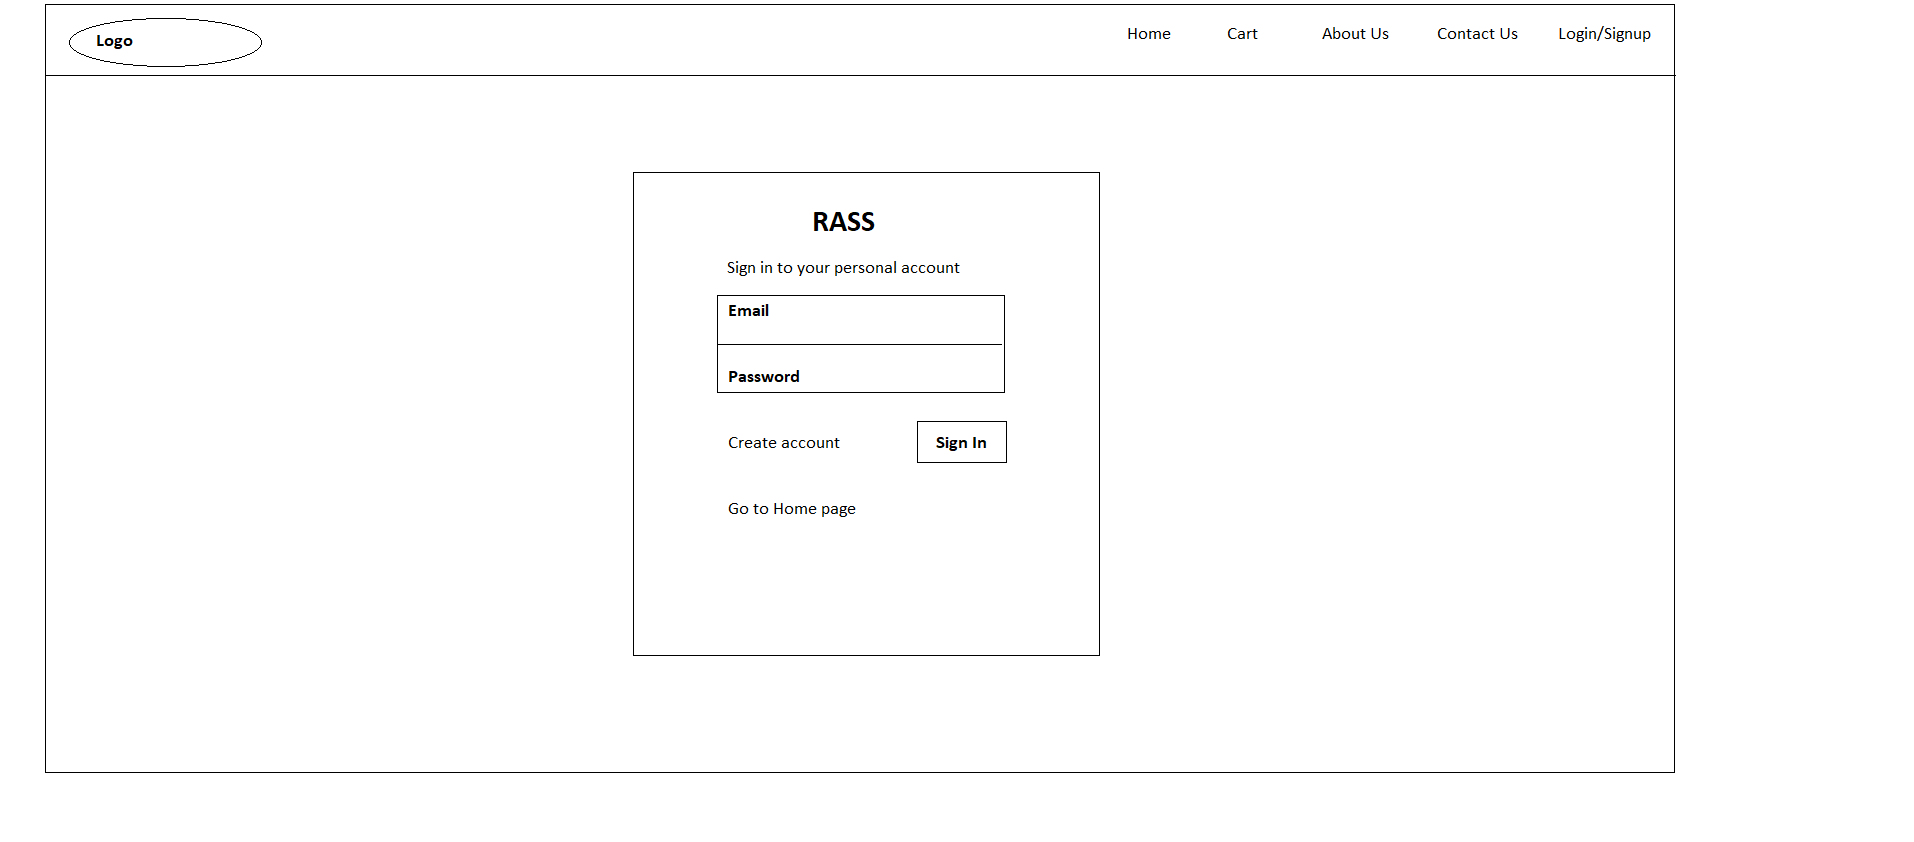 Logo
Home Cart About Us Contact Us Login/Signup
RASS
Sign in to your personal account
Email
Password
Create account Sign In
Go to Home page